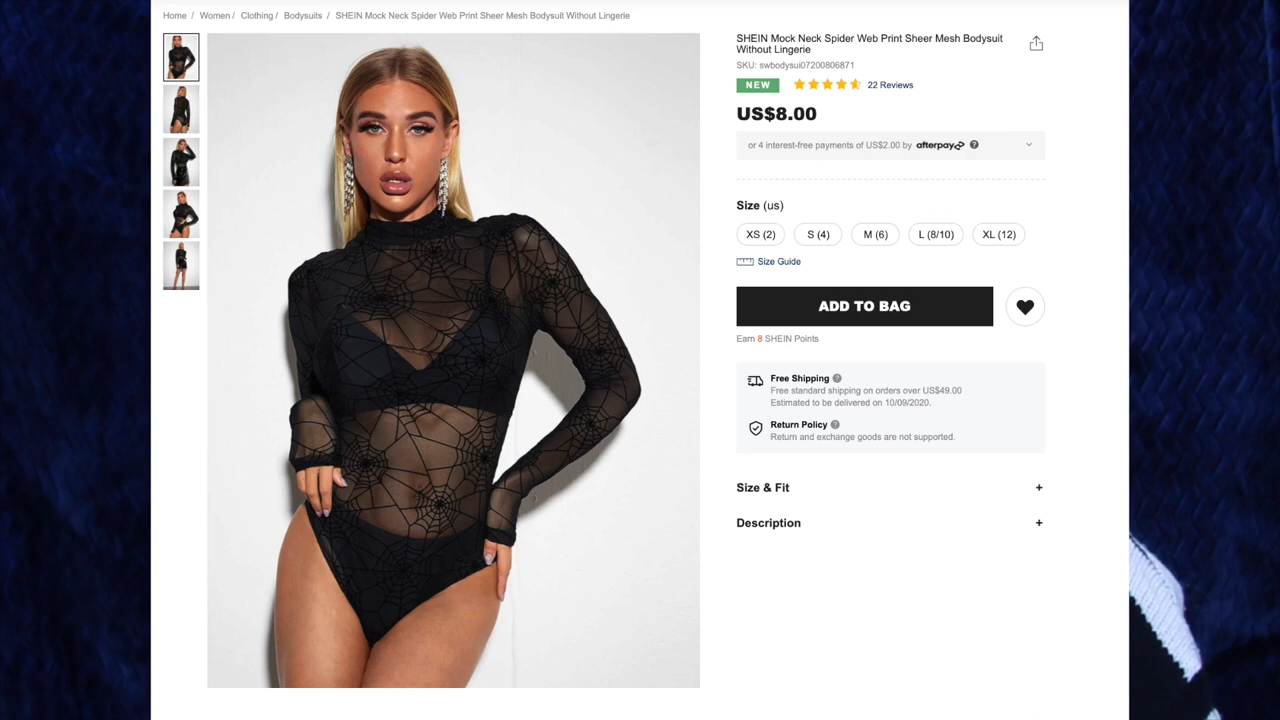 Home / Women / Clothing / Bodysuits / SHEIN Mock Neck Spider Web Print Sheer Mesh Bodysuit Without Lingerie
SHEIN Mock Neck Spider Web Print Sheer Mesh Bodysuit
Without Lingerie
SKU: swbodysui07200806871
NEW 22 Reviews
US$8.00
or 4 interest-free payments of US$2.00 by afterpay ?
Size (us)
XS (2) S (4) M (6) L (8/10) XL (12)
Size Guide
ADD TO BAG
Earn 8 SHEIN Points
Free Shipping ?
Free standard shipping on orders over US$49.00
Estimated to be delivered on 10/09/2020.
Return Policy ?
Return and exchange goods are not supported.
Size & Fit +
Description +